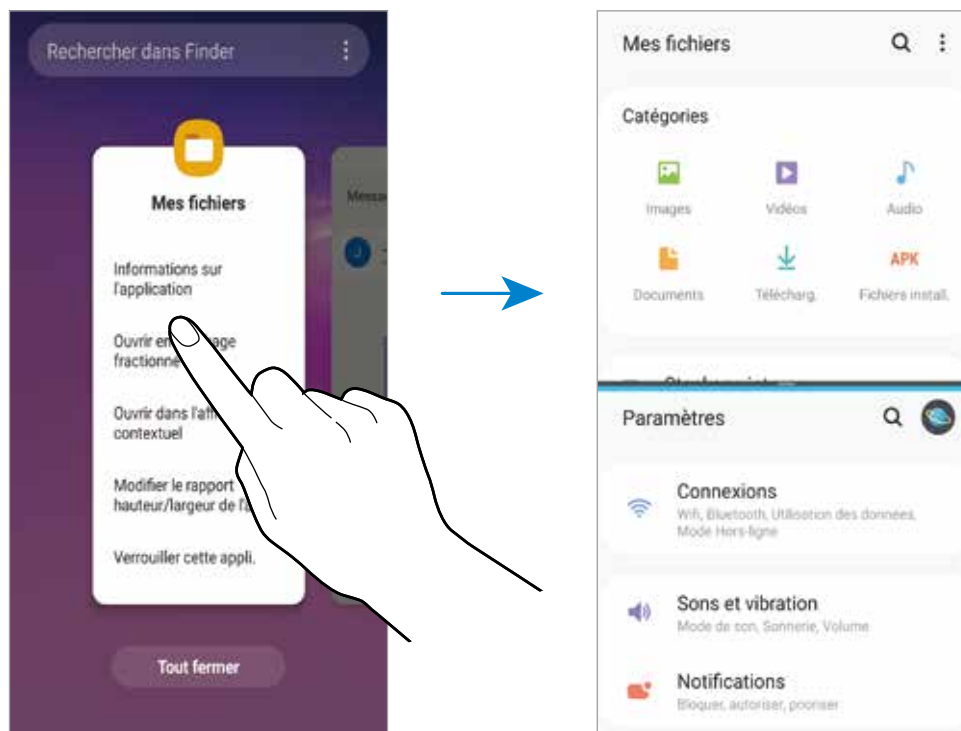 Rechercher dans Finder
Mes fichiers
Informations sur
l'application
Ouvrir en
fractionné
Ouvrir dans l'
contextuel
Modifier le rapport
hauteur/largeur de
Verrouiller cette appli.
Tout fermer
J
Mes fichiers
Catégories
Images Vidéos Audio
APK
Documents Télécharg. Fichiers install.
Paramètres
Connexions
Wifi, Bluetooth, Utilisation des données,
Mode Hors-ligne
Sons et vibration
Mode de son, Sonnerie, Volume
Notifications
Bloquer, autoriser, prioriser